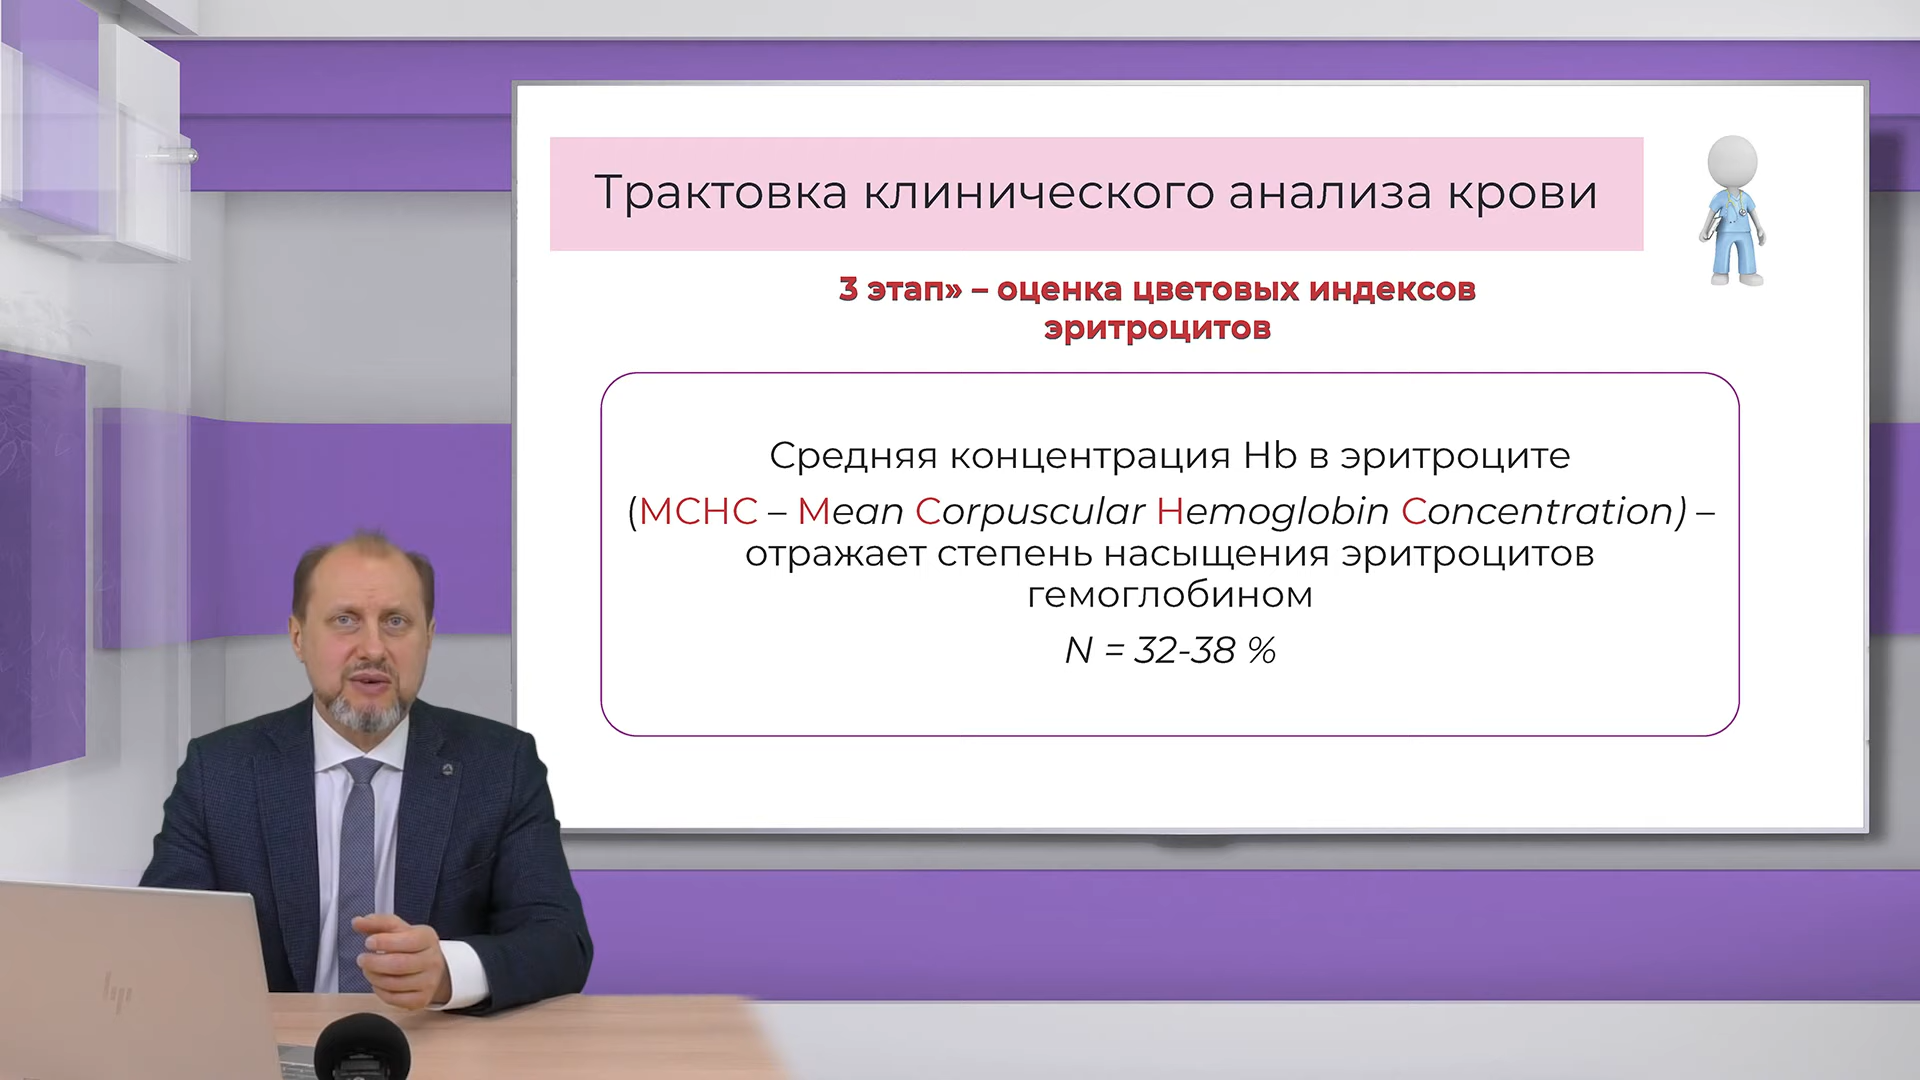 Трактовка клинического анализа крови
3 этап» – оценка цветовых индексов
эритроцитов
Средняя концентрация Hb в эритроците
(MCHC – Mean Corpuscular Hemoglobin Concentration) –
отражает степень насыщения эритроцитов
гемоглобином
N = 32-38 %
hp